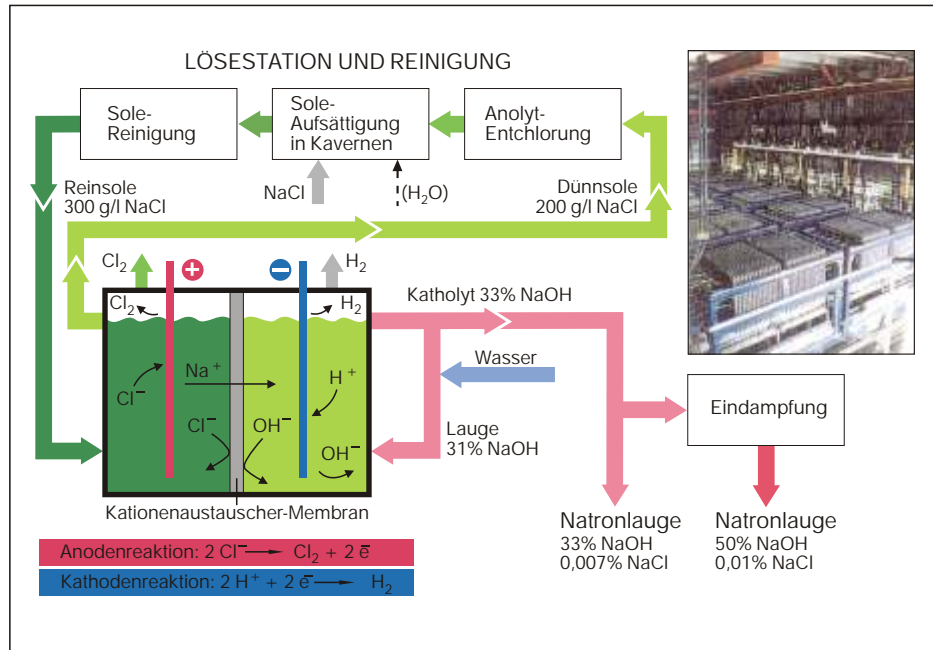 LÖSESTATION UND REINIGUNG
Sole-
Reinigung
Sole-
Aufsättigung
in Kavernen
Anolyt-
Entchlorung
Reinsole
300 g/l NaCl
NaCl
(H₂O)
Dünnsole
200 g/l NaCl
Cl₂
+
−
H₂
Cl₂
H₂
Katholyt 33% NaOH
Wasser
Na⁺
H⁺
Cl⁻
Cl⁻
OH⁻
OH⁻
Lauge
31% NaOH
Eindampfung
Kationenaustauscher-Membran
Natronlauge
33% NaOH
0,007% NaCl
Natronlauge
50% NaOH
0,01% NaCl
Anodenreaktion: 2 Cl⁻ → Cl₂ + 2 e⁻
Kathodenreaktion: 2 H⁺ + 2 e⁻ → H₂